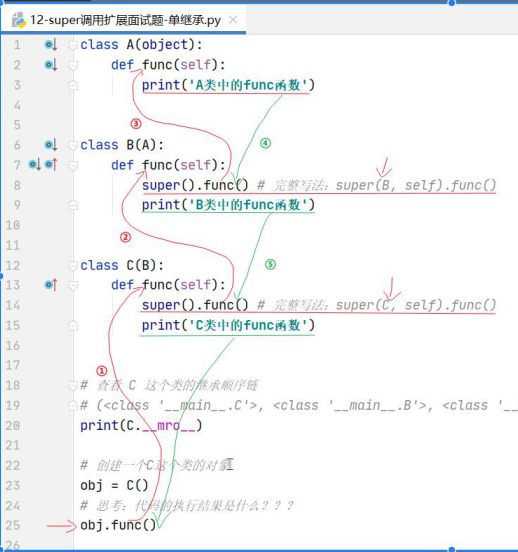 12-super调用扩展面试题-单继承.py
1 class A(object):
2 def func(self):
3 print('A类中的func函数')
③
4
④
5
6 class B(A):
7 def func(self):
8 super().func() # 完整写法：super(B, self).func()
9 print('B类中的func函数')
10
②
11
⑤
12 class C(B):
13 def func(self):
14 super().func() # 完整写法：super(C, self).func()
15 print('C类中的func函数')
16
17
①
18 # 查看 C 这个类的继承顺序链
19 # (<class '__main__.C'>, <class '__main__.B'>, <class '__
20 print(C.__mro__)
21
22 # 创建一个C这个类的对象
23 obj = C()
24 # 思考：代码的执行结果是什么？？？
25 obj.func()
26